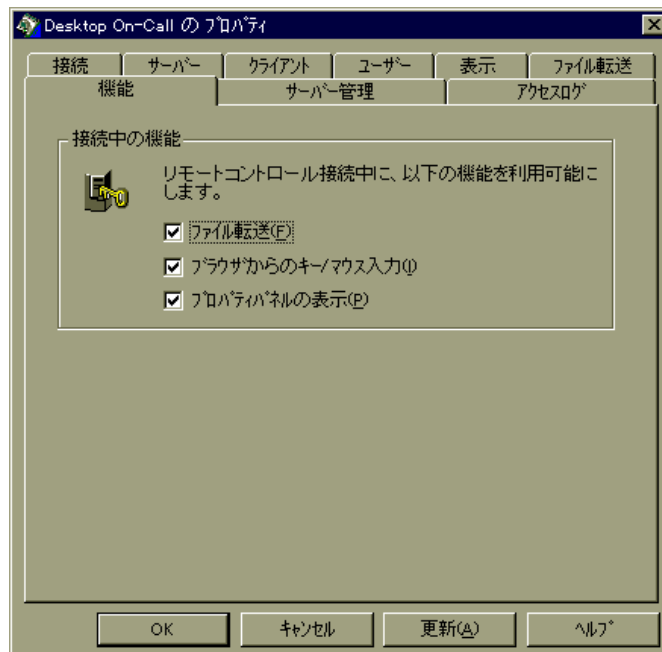 Desktop On-Call の ﾌﾟﾛﾊﾟﾃｨ
接続 ｻｰﾊﾞｰ ｸﾗｲｱﾝﾄ ﾕｰｻﾞｰ 表示 ﾌｧｲﾙ転送
機能 ｻｰﾊﾞｰ管理 ｱｸｾｽﾛｸﾞ
接続中の機能
リモートコントロール接続中に、以下の機能を利用可能に
します。
ﾌｧｲﾙ転送(F)
ﾌﾞﾗｳｻﾞからのｷｰ/ﾏｳｽ入力(I)
ﾌﾟﾛﾊﾟﾃｨﾊﾟﾈﾙの表示(P)
OK ｷｬﾝｾﾙ 更新(A) ﾍﾙﾌﾟ